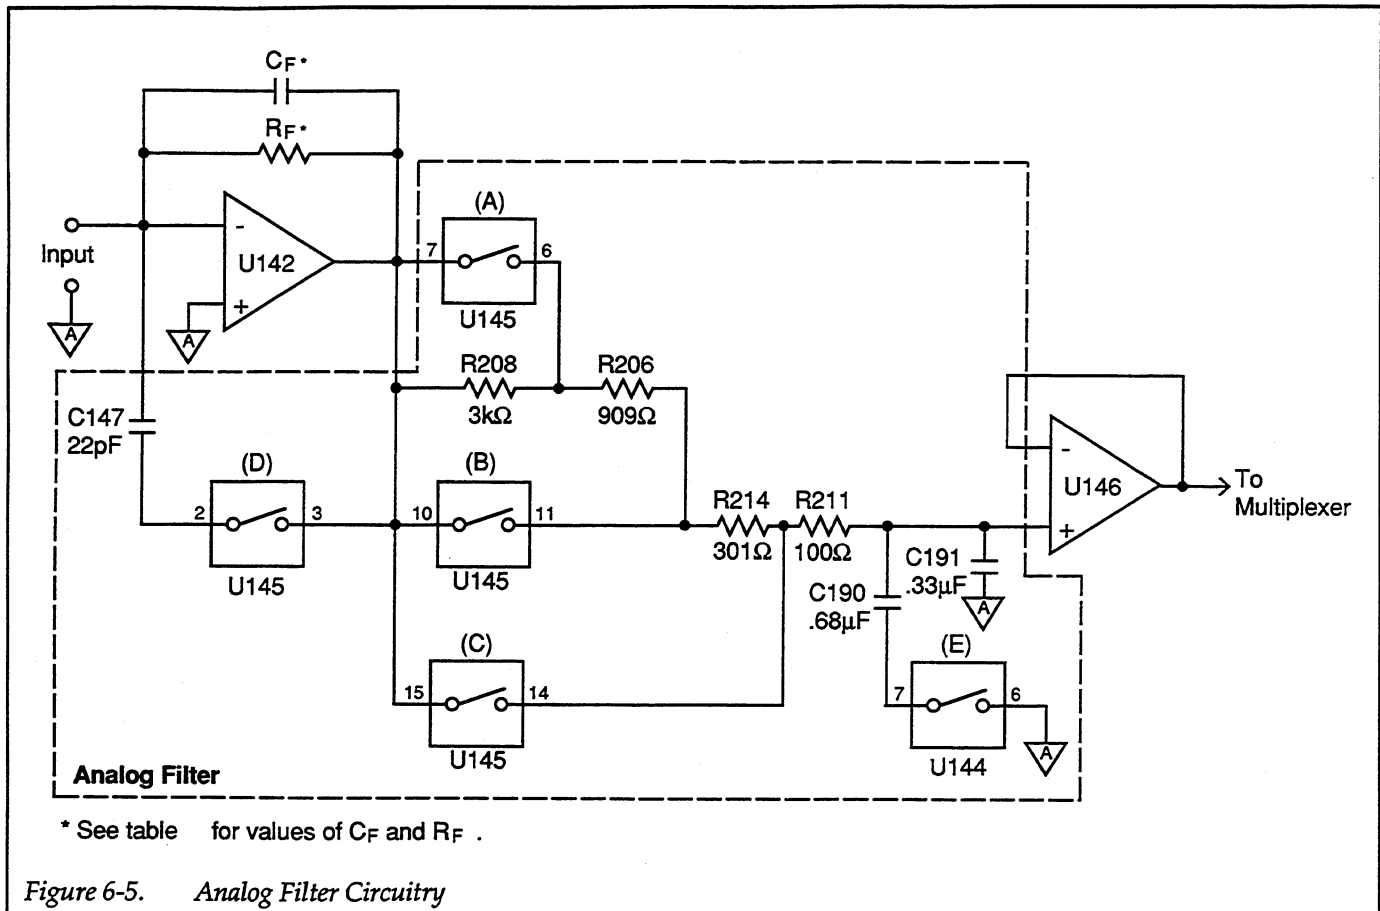 CF*
RF*
(A)
-
7
6
Input
U142
+
A
A
U145
R208
R206
3kΩ
909Ω
C147
22pF
(D)
(B)
-
U146
To
Multiplexer
+
2
3
10
11
R214
R211
301Ω
100Ω
U145
U145
C191
.33µF
C190
.68µF
A
(C)
(E)
15
14
7
6
U145
U144
A
Analog Filter
* See table for values of CF and RF .
Figure 6-5. Analog Filter Circuitry